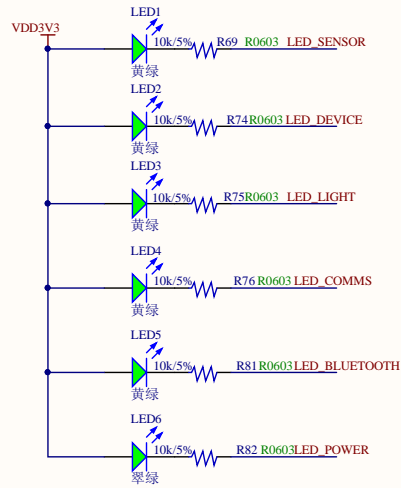 LED1
VDD3V3
10k/5% R69 R0603 LED_SENSOR
黄绿
LED2
10k/5% R74 R0603 LED_DEVICE
黄绿
LED3
10k/5% R75 R0603 LED_LIGHT
黄绿
LED4
10k/5% R76 R0603 LED_COMMS
黄绿
LED5
10k/5% R81 R0603 LED_BLUETOOTH
黄绿
LED6
10k/5% R82 R0603 LED_POWER
翠绿